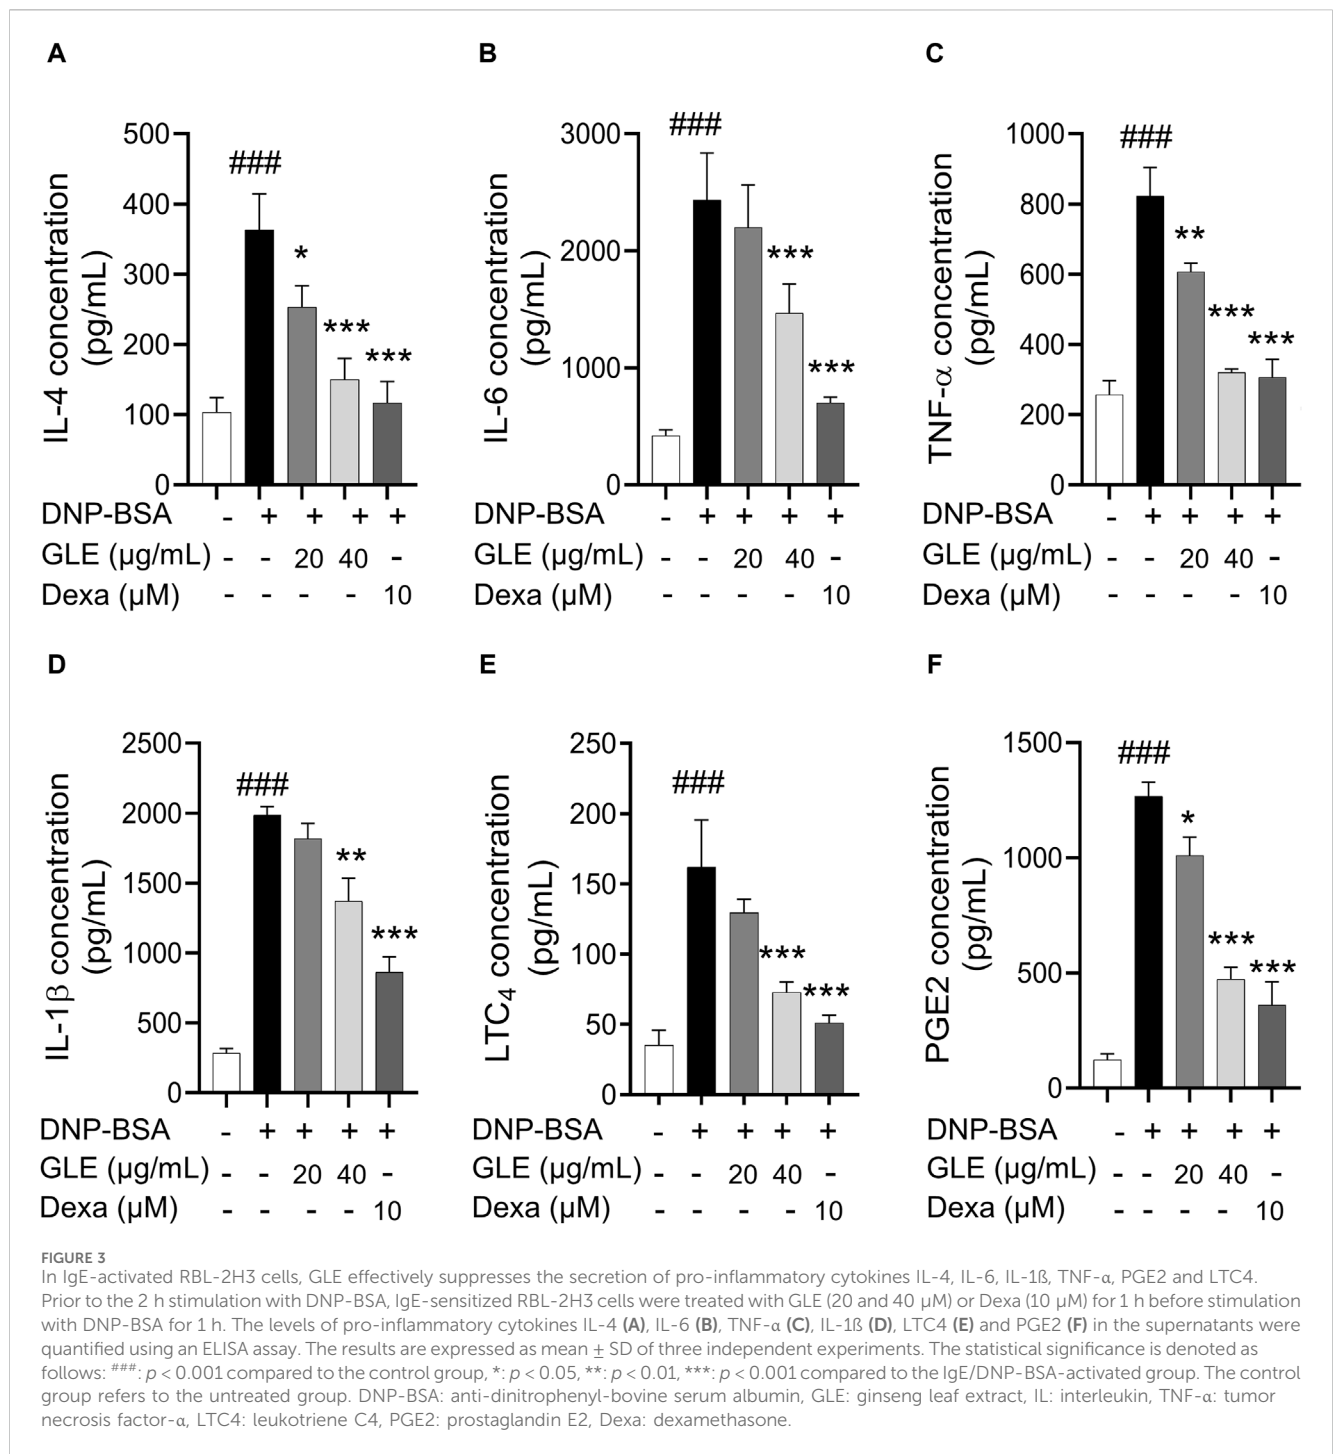 A
B
C
500
400
300
200
100
0
IL-4 concentration
(pg/mL)
###
*
***
***
DNP-BSA - + + + +
GLE (µg/mL) - - 20 40 -
Dexa (µM) - - - - 10
3000
2000
1000
0
IL-6 concentration
(pg/mL)
###
***
***
DNP-BSA - + + + +
GLE (µg/mL) - - 20 40 -
Dexa (µM) - - - - 10
1000
800
600
400
200
0
TNF-α concentration
(pg/mL)
###
**
***
***
DNP-BSA - + + + +
GLE (µg/mL) - - 20 40 -
Dexa (µM) - - - - 10
D
E
F
2500
2000
1500
1000
500
0
IL-1β concentration
(pg/mL)
###
**
***
DNP-BSA - + + + +
GLE (µg/mL) - - 20 40 -
Dexa (µM) - - - - 10
250
200
150
100
50
0
LTC4 concentration
(pg/mL)
###
***
***
DNP-BSA - + + + +
GLE (µg/mL) - - 20 40 -
Dexa (µM) - - - - 10
1500
1000
500
0
PGE2 concentration
(pg/mL)
###
*
***
***
DNP-BSA - + + + +
GLE (µg/mL) - - 20 40 -
Dexa (µM) - - - - 10
FIGURE 3
In IgE-activated RBL-2H3 cells, GLE effectively suppresses the secretion of pro-inflammatory cytokines IL-4, IL-6, IL-1ß, TNF-α, PGE2 and LTC4.
Prior to the 2 h stimulation with DNP-BSA, IgE-sensitized RBL-2H3 cells were treated with GLE (20 and 40 µM) or Dexa (10 µM) for 1 h before stimulation
with DNP-BSA for 1 h. The levels of pro-inflammatory cytokines IL-4 (A), IL-6 (B), TNF-α (C), IL-1ß (D), LTC4 (E) and PGE2 (F) in the supernatants were
quantified using an ELISA assay. The results are expressed as mean ± SD of three independent experiments. The statistical significance is denoted as
follows: ###: p < 0.001 compared to the control group, *: p < 0.05, **: p < 0.01, ***: p < 0.001 compared to the IgE/DNP-BSA-activated group. The control
group refers to the untreated group. DNP-BSA: anti-dinitrophenyl-bovine serum albumin, GLE: ginseng leaf extract, IL: interleukin, TNF-α: tumor
necrosis factor-α, LTC4: leukotriene C4, PGE2: prostaglandin E2, Dexa: dexamethasone.